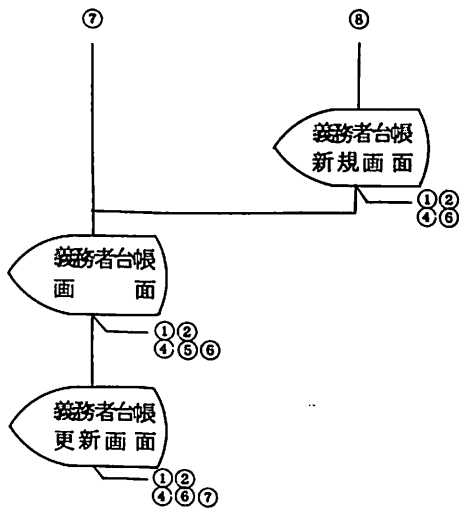 ⑦ ⑧
義務者台帳
新規画面
①②
④⑥
義務者台帳
画面
①②
④⑤⑥
義務者台帳
更新画面
①②
④⑥⑦